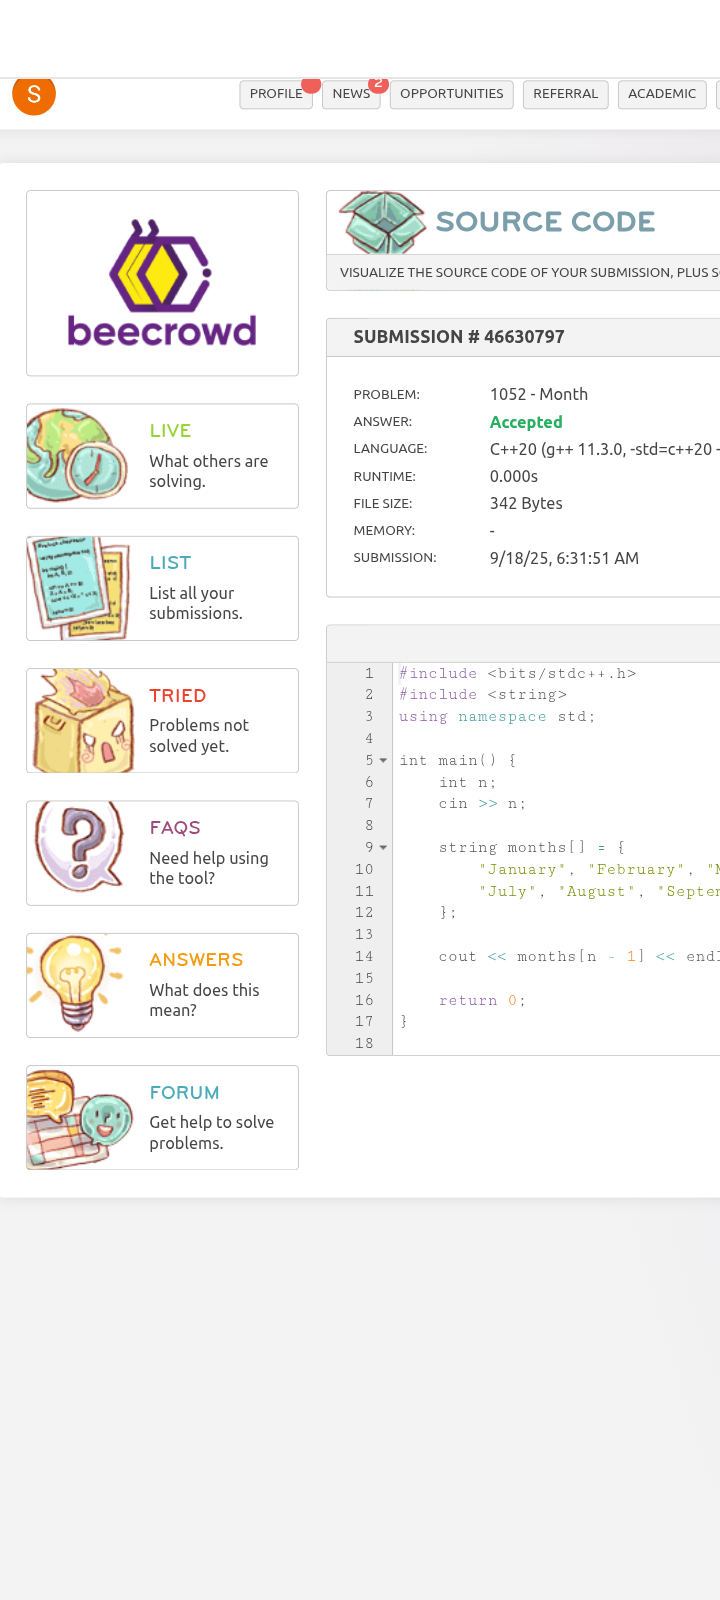 S
PROFILE
NEWS
2
OPPORTUNITIES
REFERRAL
ACADEMIC
beecrowd
LIVE
What others are
solving.
LIST
List all your
submissions.
TRIED
Problems not
solved yet.
FAQS
Need help using
the tool?
ANSWERS
What does this
mean?
FORUM
Get help to solve
problems.
SOURCE CODE
VISUALIZE THE SOURCE CODE OF YOUR SUBMISSION, PLUS
SUBMISSION # 46630797
PROBLEM: 1052 - Month
ANSWER: Accepted
LANGUAGE: C++20 (g++ 11.3.0, -std=c++20 -
RUNTIME: 0.000s
FILE SIZE: 342 Bytes
MEMORY: -
SUBMISSION: 9/18/25, 6:31:51 AM
1 #include <bits/stdc++.h>
2 #include <string>
3 using namespace std;
4
5 int main() {
6 int n;
7 cin >> n;
8
9 string months[] = {
10 "January", "February", "M
11 "July", "August", "Septem
12 };
13
14 cout << months[n - 1] << endl
15
16 return 0;
17 }
18